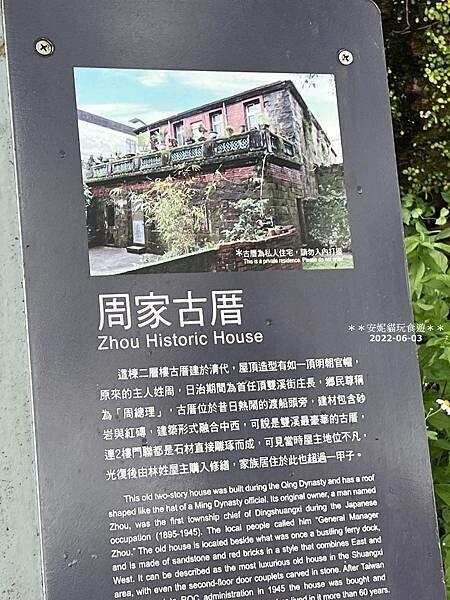 ＊古厝為私人住宅，請勿入內打擾
This is a private residence. Please do not enter
周家古厝
Zhou Historic House
＊＊安妮貓玩食遊＊＊
2022-06-03
這棟二層樓古厝建於清代，屋頂造型有如一頂明朝官帽，
原來的主人姓周，日治期間為首任頂雙溪街庄長，鄉民尊稱
為「周總理」，古厝位於昔日熱鬧的渡船頭旁，建材包含砂
岩與紅磚，建築形式融合中西，可說是雙溪最豪華的古厝，
連2樓門聯都是石材直接雕琢而成，可見當時屋主地位不凡，
光復後由林姓屋主購入修繕，家族居住於此也超過一甲子。
This old two-story house was built during the Qing Dynasty and has a roof
shaped like the hat of a Ming Dynasty official. Its original owner, a man named
Zhou, was the first township chief of Dingshuangxi during the Japanese
occupation (1895-1945). The local people called him "General Manager
Zhou." The old house is located beside what was once a bustling ferry dock,
and is made of sandstone and red bricks in a style that combines East and
West. It can be described as the most luxurious old house in the Shuangxi
area, with even the second-floor door couplets carved in stone. After Taiwan
ROC administration in 1945 the house was bought and
lived in it more than 60 years.